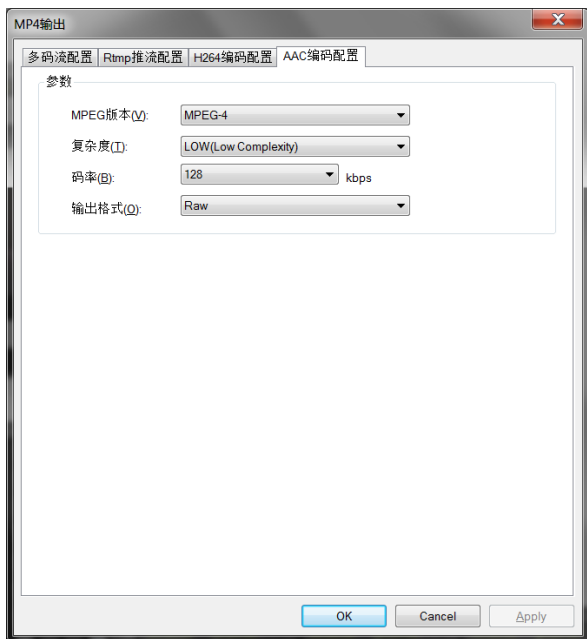 MP4输出
多码流配置 Rtmp推流配置 H264编码配置 AAC编码配置
参数
MPEG版本(V): MPEG-4
复杂度(T): LOW(Low Complexity)
码率(B): 128 kbps
输出格式(O): Raw
OK Cancel Apply